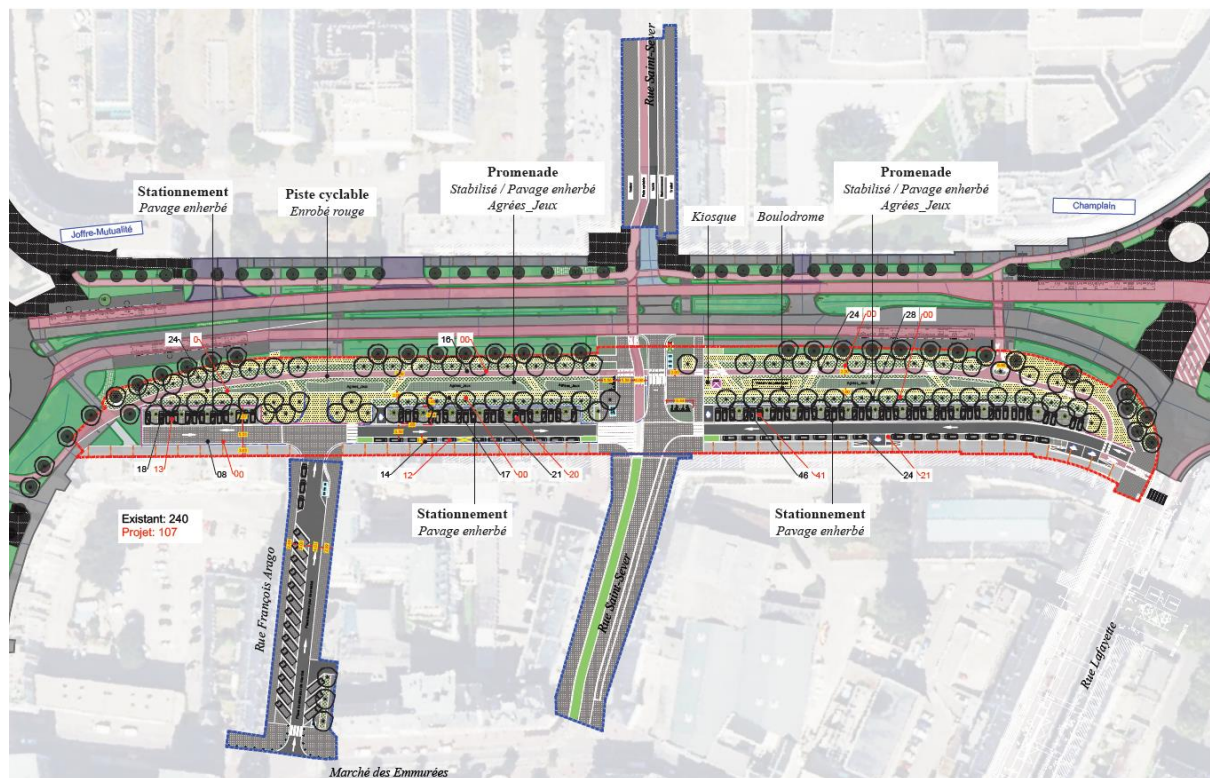 Rue Saint-Sever
Promenade
Stabilisé / Pavage enherbé
Agrées_Jeux
Promenade
Stabilisé / Pavage enherbé
Agrées_Jeux
Stationnement
Pavage enherbé
Piste cyclable
Enrobé rouge
Kiosque
Boulodrome
Champlain
Joffre-Mutualité
24 0
16 00
24 00
28 00
18 13
08 00
14 12
17 00
21 20
46 41
24 21
Existant: 240
Projet: 107
Stationnement
Pavage enherbé
Stationnement
Pavage enherbé
Rue François Arago
Rue Saint-Sever
Rue Lafayette
Marché des Emmurées